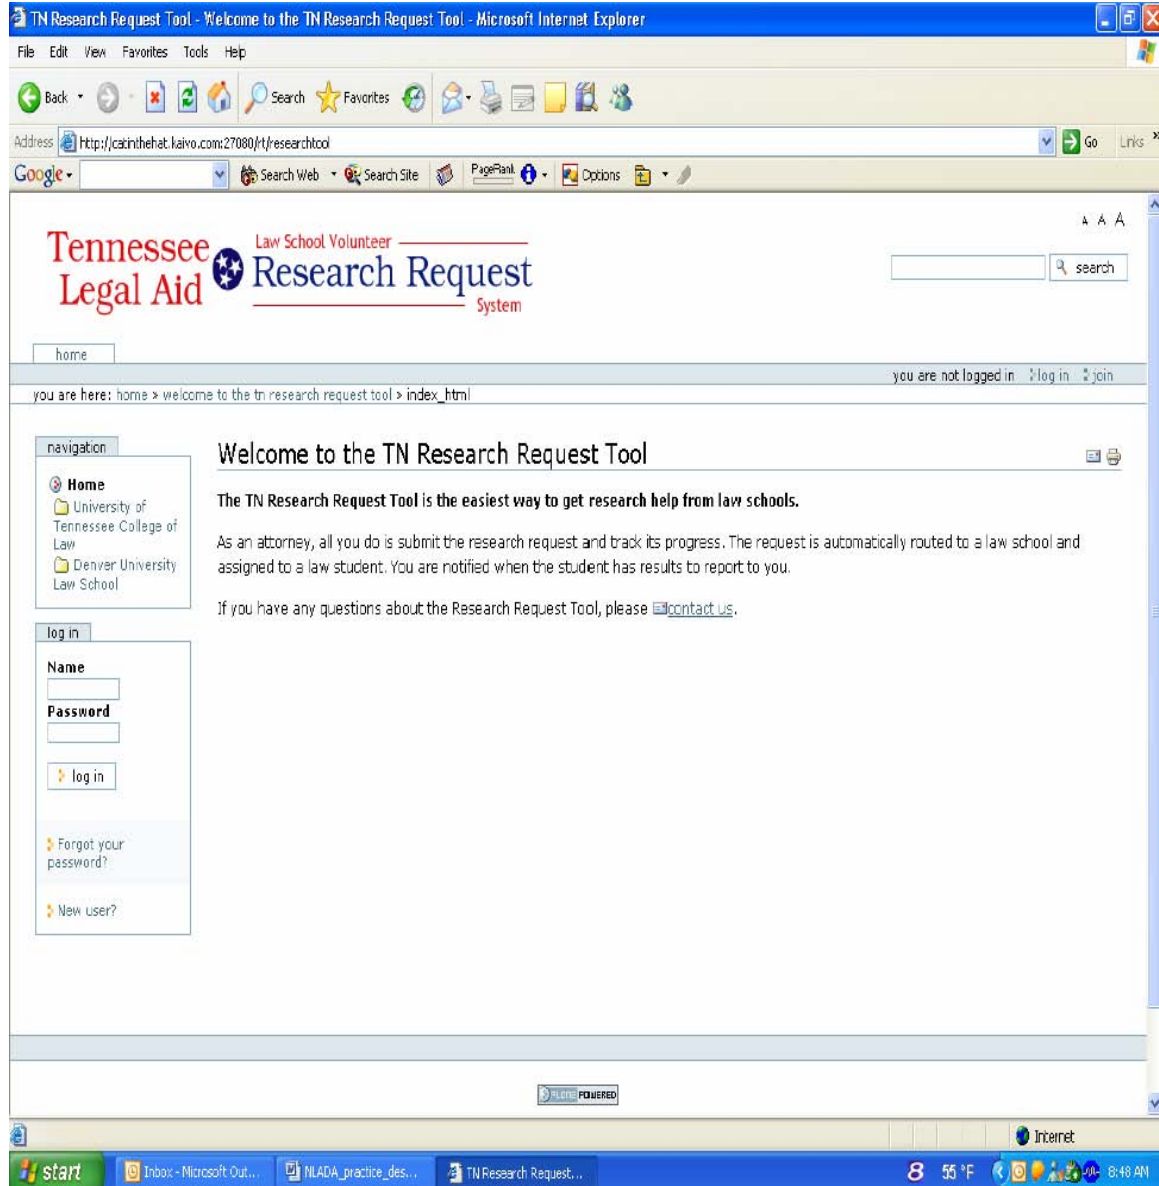 TN Research Request Tool - Welcome to the TN Research Request Tool - Microsoft Internet Explorer
File Edit View Favorites Tools Help
Back Search Favorites
Address http://catinthehat.kaivo.com:27080/rt/researchtool Go Links »
Google Search Web Search Site PageRank Options
A A A
Tennessee Legal Aid
Law School Volunteer
Research Request
System
search
home
you are not logged in log in join
you are here: home » welcome to the tn research request tool » index_html
navigation
Home
University of
Tennessee College of
Law
Denver University
Law School
Welcome to the TN Research Request Tool
The TN Research Request Tool is the easiest way to get research help from law schools.
As an attorney, all you do is submit the research request and track its progress. The request is automatically routed to a law school and
assigned to a law student. You are notified when the student has results to report to you.
If you have any questions about the Research Request Tool, please contact us.
log in
Name
Password
log in
Forgot your
password?
New user?
PLONE POWERED
Internet
start Inbox - Microsoft Out... NLADA_practice_des... TN Research Request... 8 55°F 8:48 AM